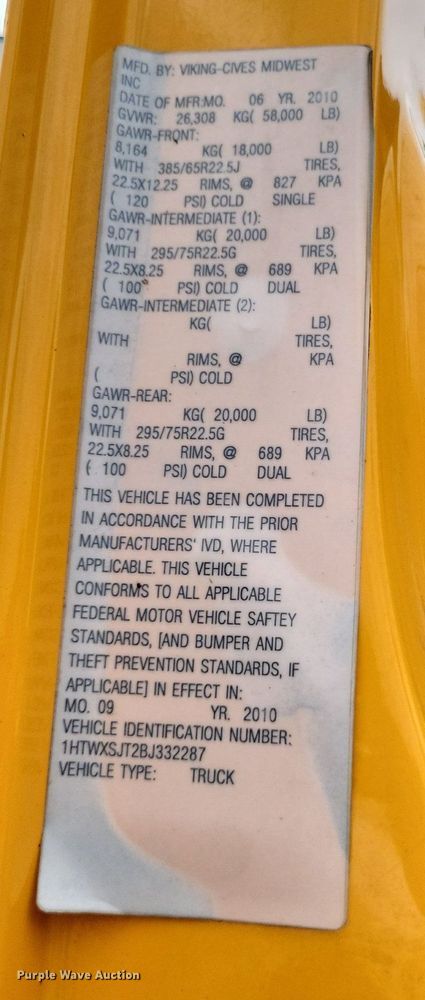 MFD. BY: VIKING-CIVES MIDWEST
INC
DATE OF MFR:MO. 06 YR. 2010
GVWR: 26,308 KG( 58,000 LB)
GAWR-FRONT:
8,164 KG( 18,000 LB)
WITH 385/65R22.5J TIRES,
22.5X12.25 RIMS, @ 827 KPA
( 120 PSI) COLD SINGLE
GAWR-INTERMEDIATE (1):
9,071 KG( 20,000 LB)
WITH 295/75R22.5G TIRES,
22.5X8.25 RIMS, @ 689 KPA
( 100 PSI) COLD DUAL
GAWR-INTERMEDIATE (2):
KG( LB)
WITH TIRES,
RIMS, @ KPA
( PSI) COLD
GAWR-REAR:
9,071 KG( 20,000 LB)
WITH 295/75R22.5G TIRES,
22.5X8.25 RIMS, @ 689 KPA
( 100 PSI) COLD DUAL
THIS VEHICLE HAS BEEN COMPLETED
IN ACCORDANCE WITH THE PRIOR
MANUFACTURERS' IVD, WHERE
APPLICABLE. THIS VEHICLE
CONFORMS TO ALL APPLICABLE
FEDERAL MOTOR VEHICLE SAFTEY
STANDARDS, [AND BUMPER AND
THEFT PREVENTION STANDARDS, IF
APPLICABLE] IN EFFECT IN:
MO. 09 YR. 2010
VEHICLE IDENTIFICATION NUMBER:
1HTWXSJT2BJ332287
VEHICLE TYPE: TRUCK
Purple Wave Auction